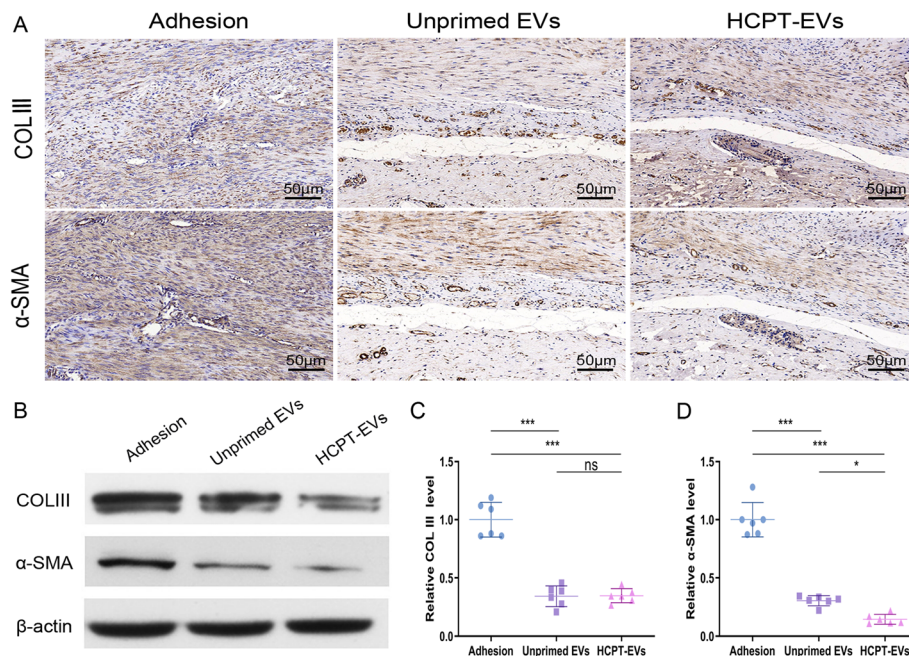 A
Adhesion
Unprimed EVs
HCPT-EVs
COLⅢ
50μm
50μm
50μm
α-SMA
50μm
50μm
50μm
B
Adhesion
Unprimed EVs
HCPT-EVs
COLIII
α-SMA
β-actin
C
***
***
ns
Relative COL III level
1.5
1.0
0.5
0.0
Adhesion
Unprimed EVs
HCPT-EVs
D
***
***
*
Relative α-SMA level
1.5
1.0
0.5
0.0
Adhesion
Unprimed EVs
HCPT-EVs